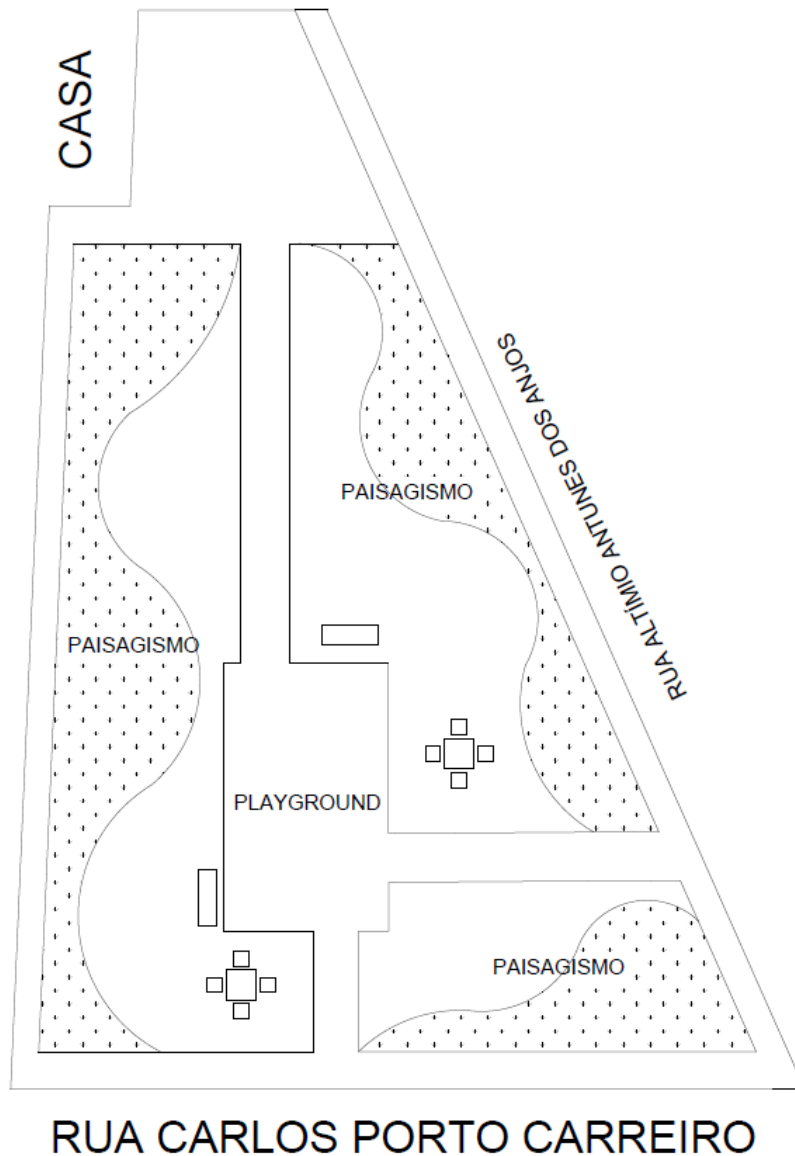 CASA
RUA ALTÍMIO ANTUNES DOS ANJOS
PAISAGISMO
PAISAGISMO
PLAYGROUND
PAISAGISMO
RUA CARLOS PORTO CARREIRO